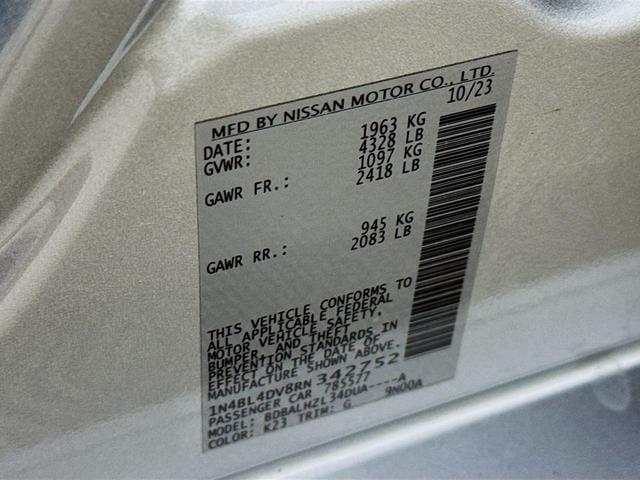 MFD BY NISSAN MOTOR CO., LTD.
DATE: 10/23
GVWR: 1963 KG
4328 LB
GAWR FR.: 1097 KG
2418 LB
GAWR RR.: 945 KG
2083 LB
THIS VEHICLE CONFORMS TO
ALL APPLICABLE FEDERAL
MOTOR VEHICLE SAFETY,
BUMPER, AND THEFT
PREVENTION STANDARDS IN
EFFECT ON THE DATE OF
MANUFACTURE SHOWN ABOVE.
1N4BL4DV8RN342752
PASSENGER CAR 785577
MODEL: BDBALHZL34DUA----A
COLOR: K23 TRIM: G 9N00A